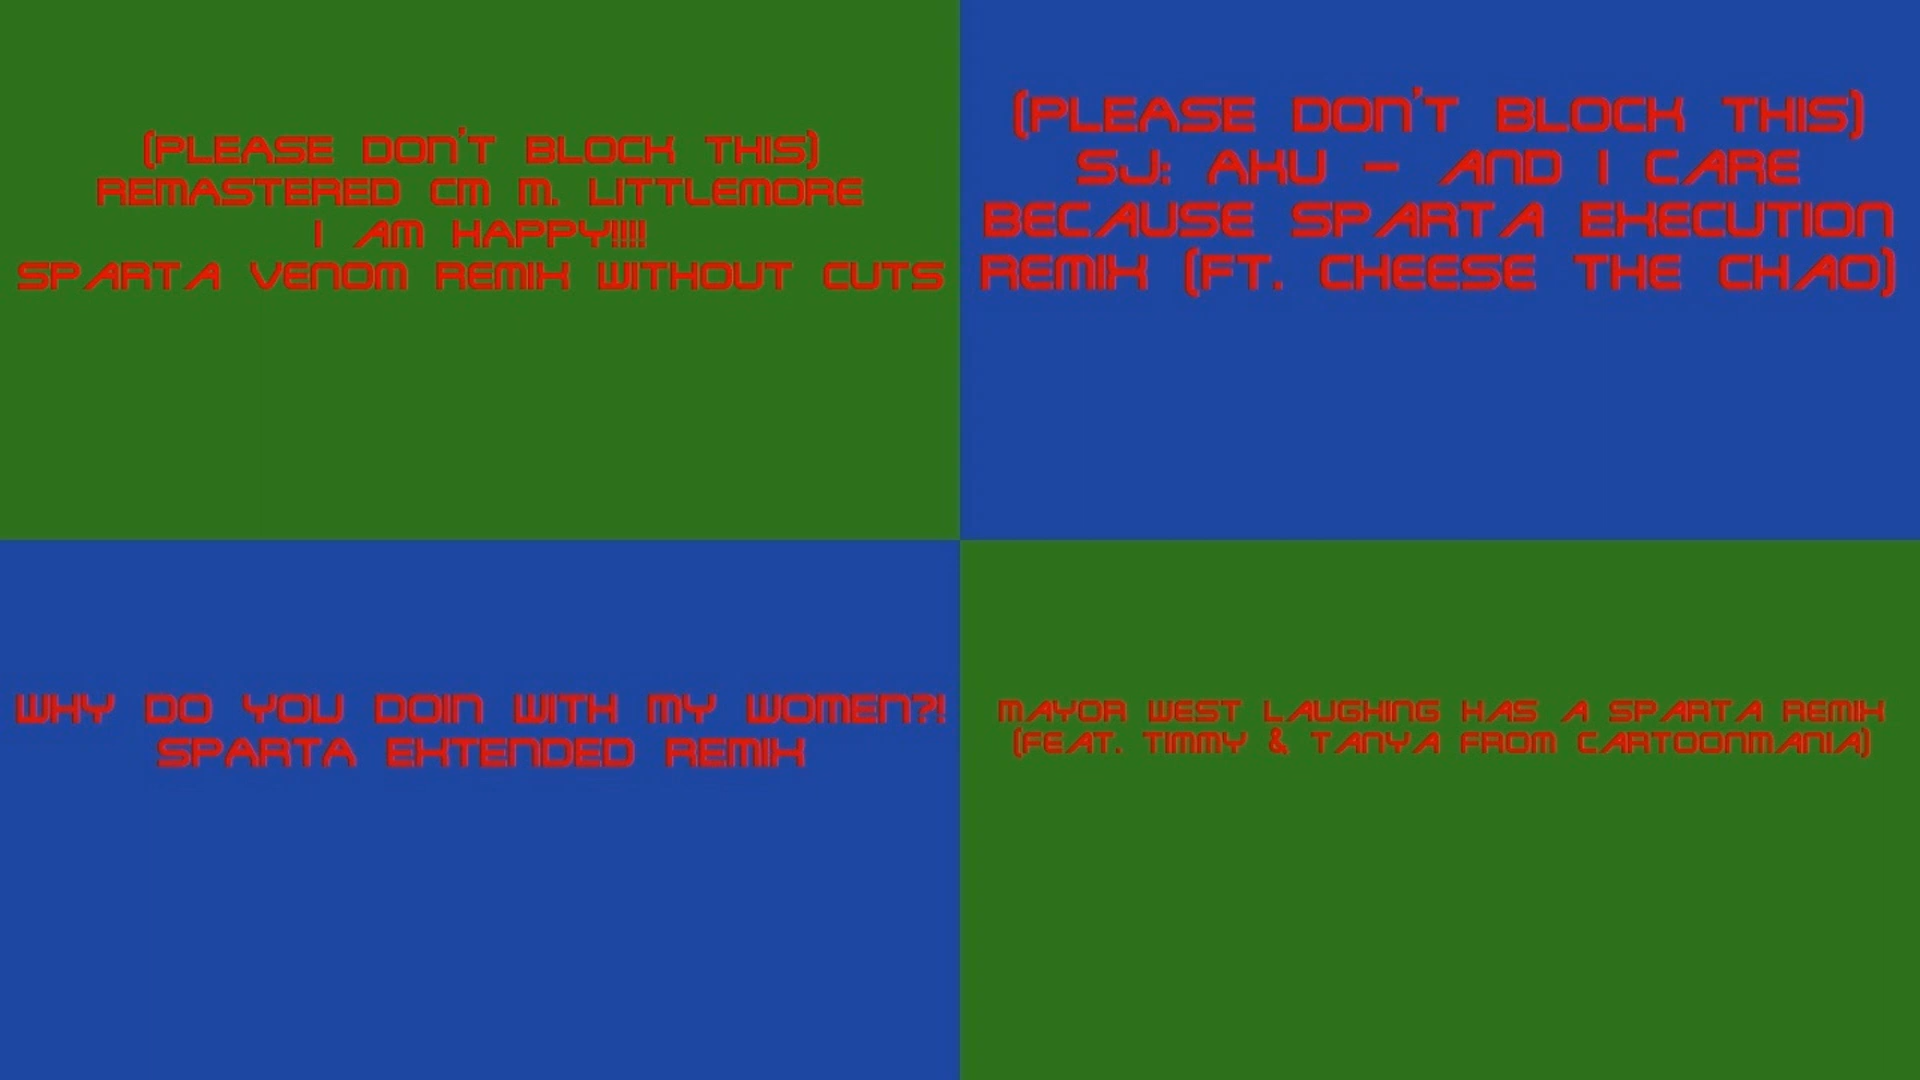 (PLEASE DON'T BLOCK THIS)
REMASTERED CM M. LITTLEMORE
I AM HAPPY!!!!
SPARTA VENOM REMIX WITHOUT CUTS
(PLEASE DON'T BLOCK THIS)
SJ: AKU - AND I CARE
BECAUSE SPARTA EXECUTION
REMIX (FT. CHEESE THE CHAO)
WHY DO YOU DOIN WITH MY WOMEN?!
SPARTA EXTENDED REMIX
MAYOR WEST LAUGHING HAS A SPARTA REMIX
(FEAT. TIMMY & TANYA FROM CARTOONMANIA)